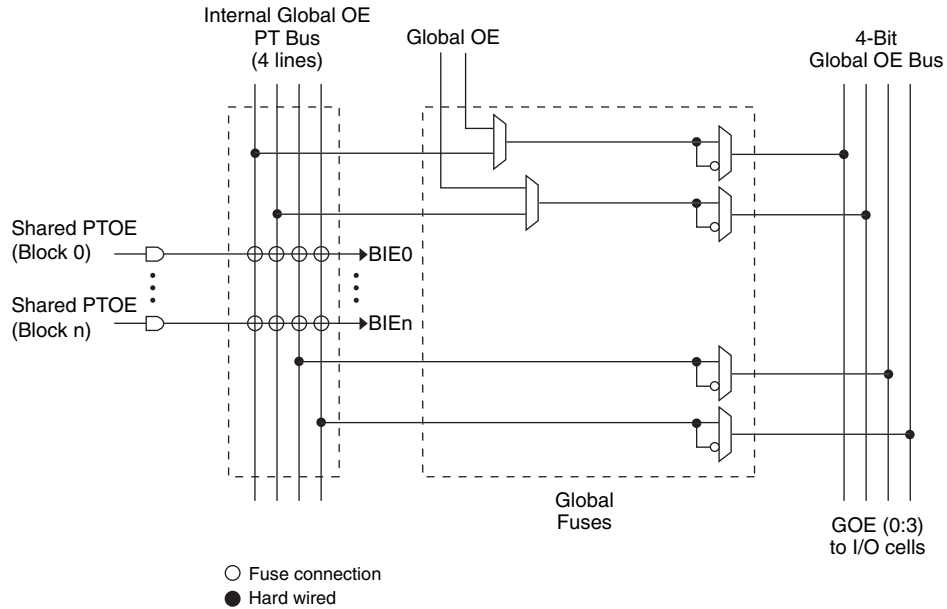 Internal Global OE
PT Bus
(4 lines)
Global OE
4-Bit
Global OE Bus
Shared PTOE
(Block 0)
BIE0
Shared PTOE
(Block n)
BIEn
Global
Fuses
GOE (0:3)
to I/O cells
Fuse connection
Hard wired